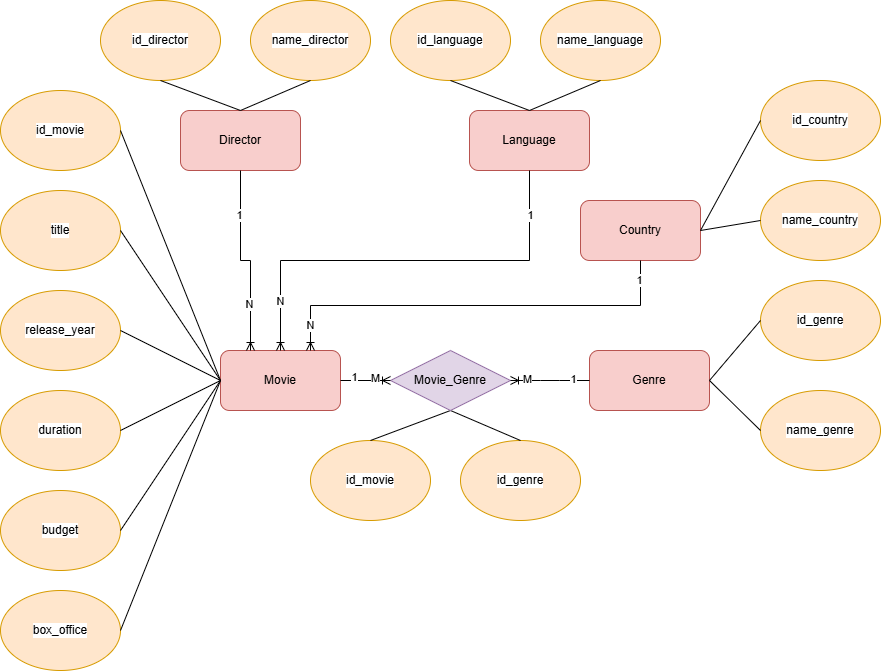 id_director
name_director
id_language
name_language
id_movie
Director
Language
id_country
title
1
1
Country
name_country
release_year
N
N
N
1
id_genre
Movie
1
M
Movie_Genre
M
1
Genre
duration
name_genre
id_movie
id_genre
budget
box_office